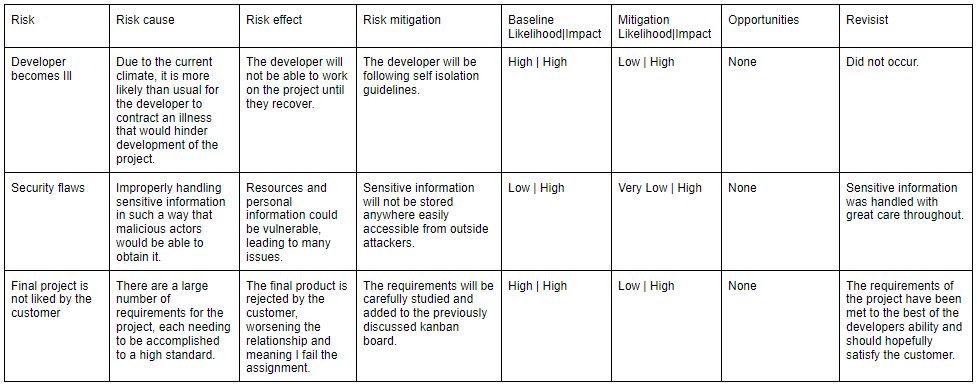 Risk
Risk cause
Risk effect
Risk mitigation
Baseline
Likelihood|Impact
Mitigation
Likelihood|Impact
Opportunities
Revisist
Developer
becomes Ill
Due to the current
climate, it is more
likely than usual for
the developer to
contract an illness
that would hinder
development of the
project.
The developer will
not be able to work
on the project until
they recover.
The developer will be
following self isolation
guidelines.
High | High
Low | High
None
Did not occur.
Security flaws
Improperly handling
sensitive information
in such a way that
malicious actors
would be able to
obtain it.
Resources and
personal
information could
be vulnerable,
leading to many
issues.
Sensitive information
will not be stored
anywhere easily
accessible from outside
attackers.
Low | High
Very Low | High
None
Sensitive information
was handled with
great care throughout.
Final project is
not liked by the
customer
There are a large
number of
requirements for the
project, each needing
to be accomplished
to a high standard.
The final product is
rejected by the
customer,
worsening the
relationship and
meaning I fail the
assignment.
The requirements will be
carefully studied and
added to the previously
discussed kanban
board.
High | High
Low | High
None
The requirements of
the project have been
met to the best of the
developers ability and
should hopefully
satisfy the customer.